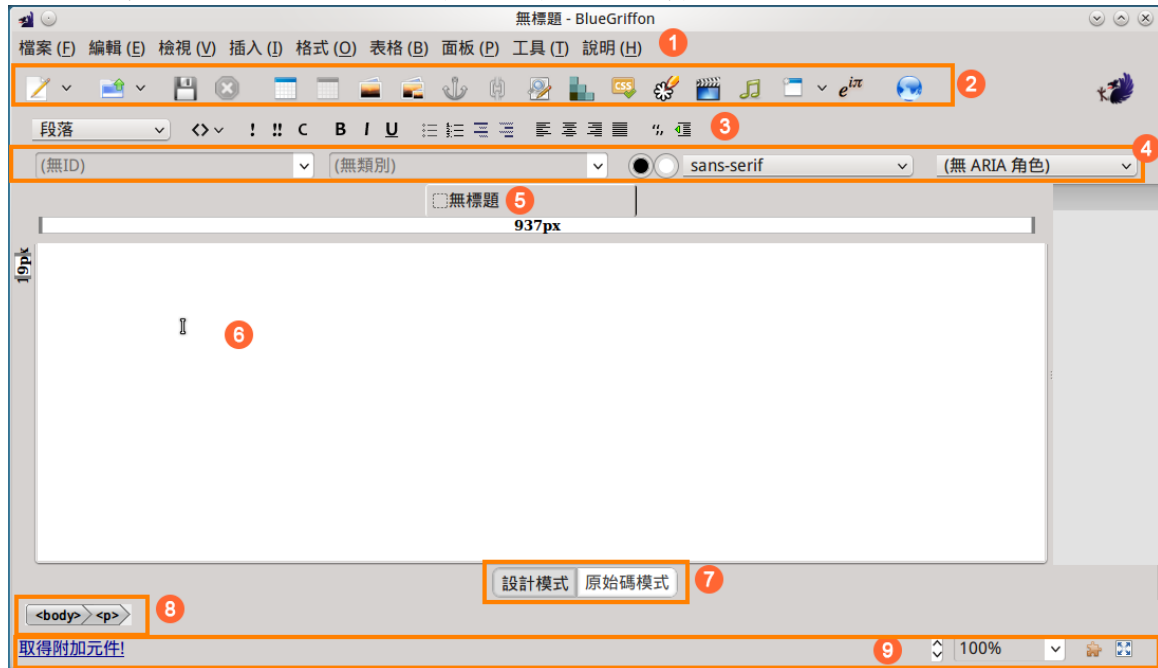 無標題 - BlueGriffon
檔案 (F) 編輯 (E) 檢視 (V) 插入 (I) 格式 (O) 表格 (B) 面板 (P) 工具 (T) 說明 (H) 1
CSS e^iπ 2
段落 ! !! C B I U 3
4
(無ID) (無類別) sans-serif (無 ARIA 角色)
無標題 5
937px
19px
6
設計模式 原始碼模式 7
<body> <p> 8
取得附加元件! 9 100%